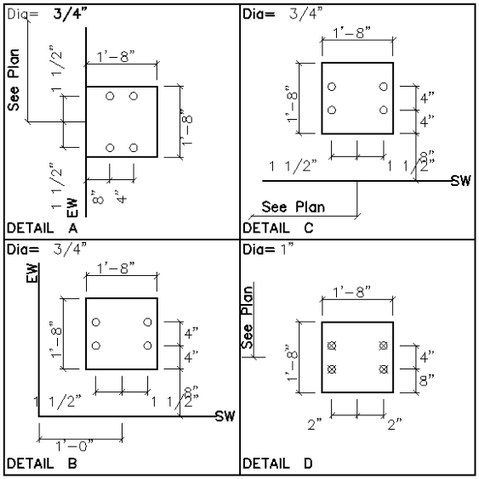 Dia= 3/4"
1'-8"
1 1/2"
See Plan
1'-8"
1 1/2"
8"
4"
EW
DETAIL A
Dia= 3/4"
1'-8"
1'-8"
4"
4"
8"
1 1/2"
1 1/2"
SW
See Plan
DETAIL C
Dia= 3/4"
EW
1'-8"
1'-8"
4"
4"
8"
1 1/2"
1 1/2"
SW
1'-0"
DETAIL B
Dia= 1"
See Plan
1'-8"
1'-8"
4"
8"
2"
2"
DETAIL D